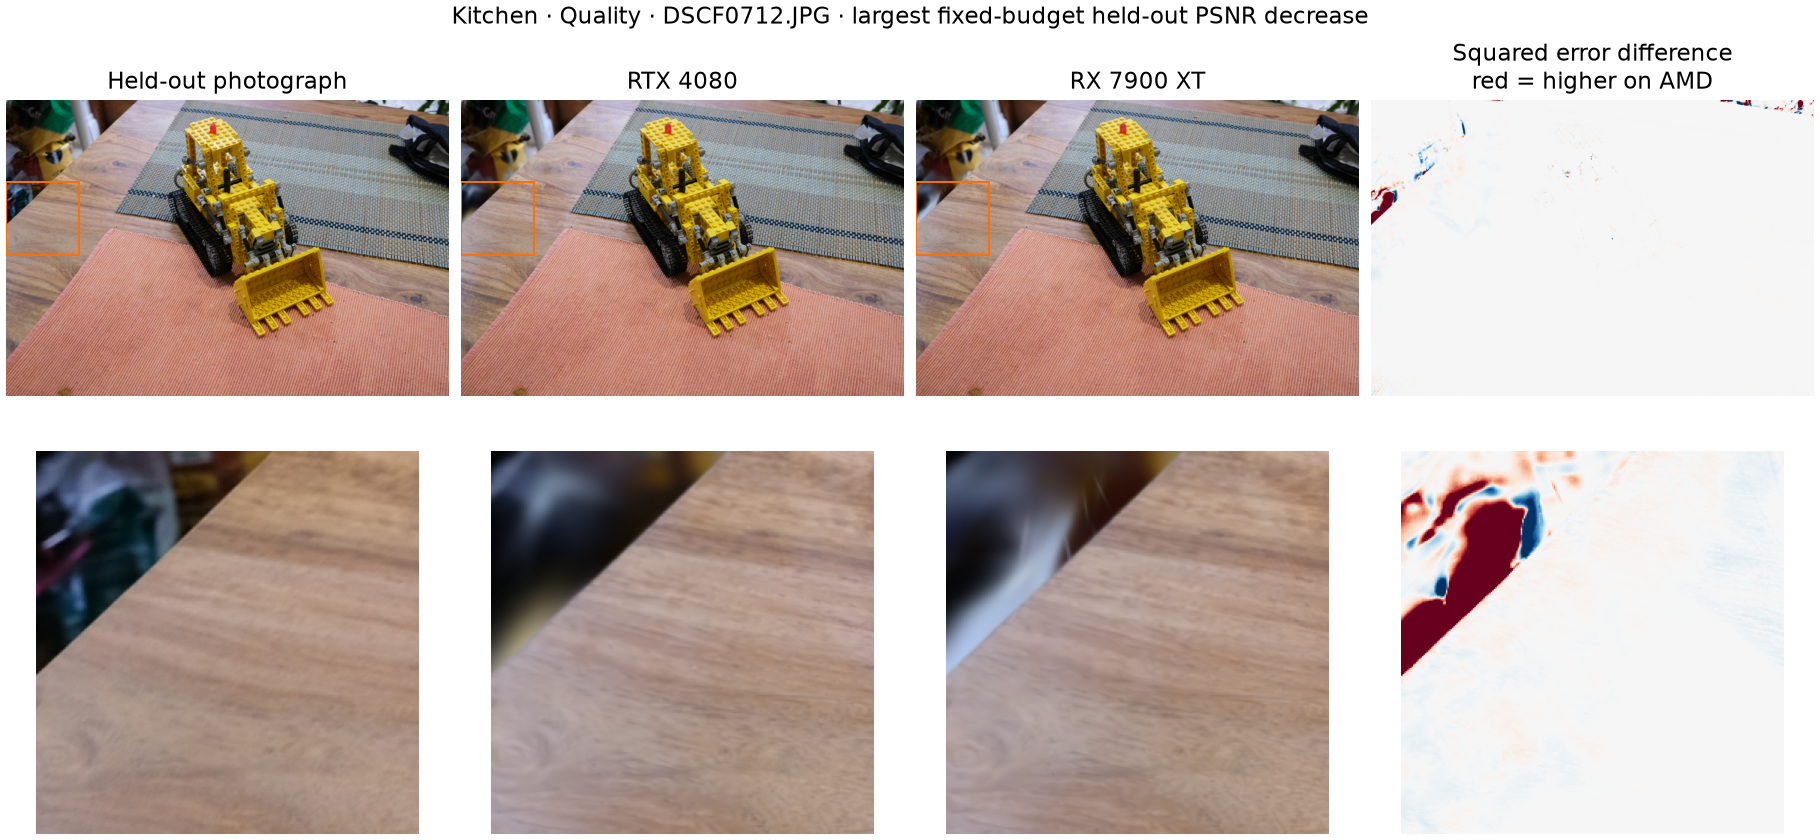 Kitchen · Quality · DSCF0712.JPG · largest fixed-budget held-out PSNR decrease
Held-out photograph
RTX 4080
RX 7900 XT
Squared error difference
red = higher on AMD